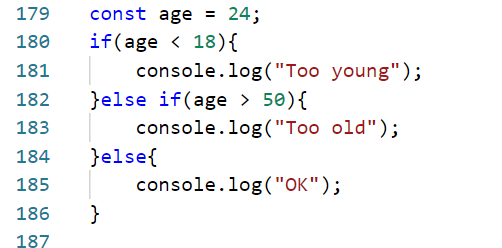 179 const age = 24;
180 if(age < 18){
181     console.log("Too young");
182 }else if(age > 50){
183     console.log("Too old");
184 }else{
185     console.log("OK");
186 }
187